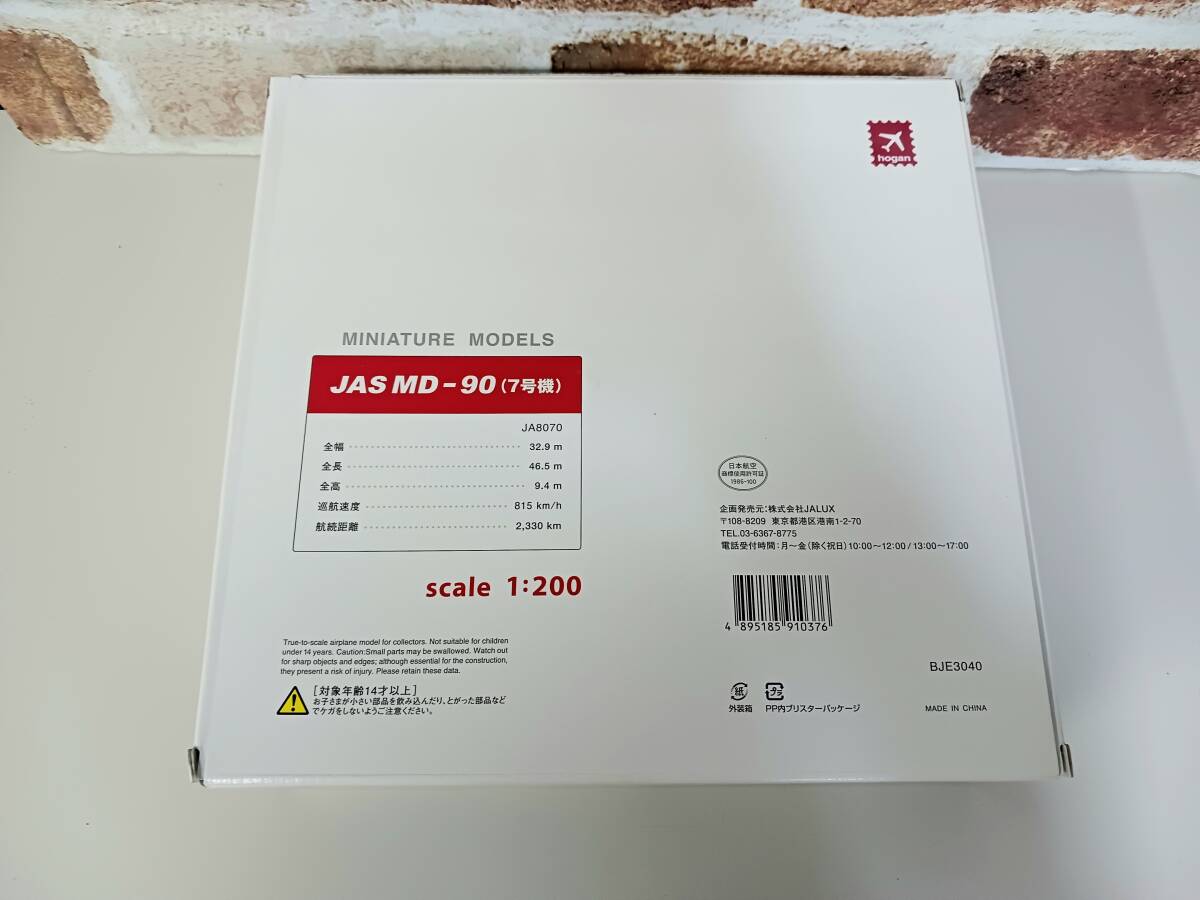 hogan
MINIATURE MODELS
JAS MD-90(7号機)
JA8070
全幅 32.9 m
全長 46.5 m
全高 9.4 m
巡航速度 815 km/h
航続距離 2,330 km
scale 1:200
True-to-scale airplane model for collectors. Not suitable for children
under 14 years. Caution:Small parts may be swallowed. Watch out
for sharp objects and edges; although essential for the construction,
they present a risk of injury. Please retain these data.
[対象年齢14才以上]
お子さまが小さい部品を飲み込んだり、とがった部品など
でケガをしないようご注意ください。
日本航空
商標使用許可証
1986-100
企画発売元:株式会社JALUX
〒108-8209 東京都港区港南1-2-70
TEL.03-6367-8775
電話受付時間:月〜金(除く祝日)10:00〜12:00/13:00〜17:00
4 895185 910376
BJE3040
紙 プラ
外装箱 PP内ブリスターパッケージ
MADE IN CHINA